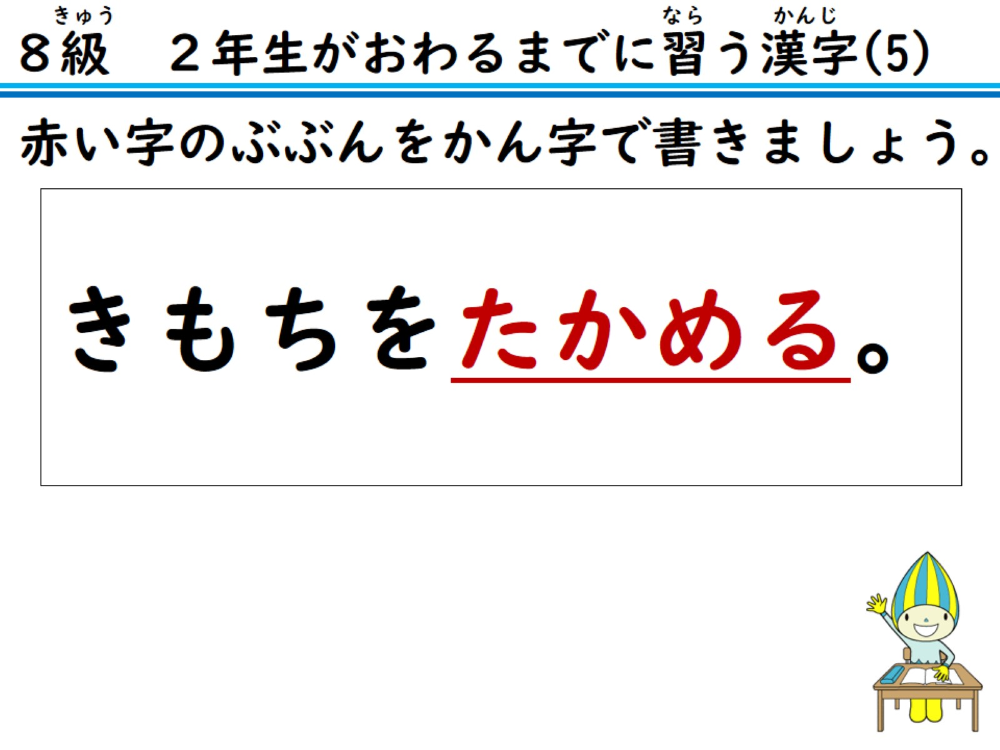 きゅう なら かんじ
８級　２年生がおわるまでに習う漢字(5)
赤い字のぶぶんをかん字で書きましょう。
きもちをたかめる。